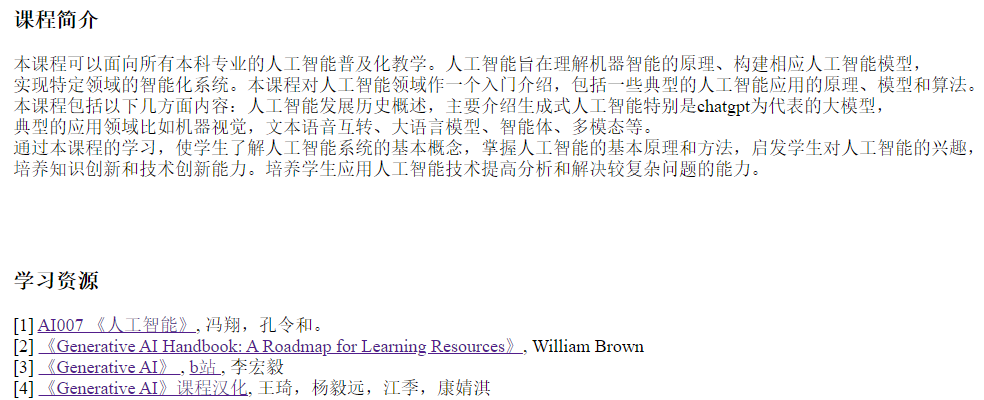 课程简介
本课程可以面向所有本科专业的人工智能普及化教学。人工智能旨在理解机器智能的原理、构建相应人工智能模型，
实现特定领域的智能化系统。本课程对人工智能领域作一个入门介绍，包括一些典型的人工智能应用的原理、模型和算法。
本课程包括以下几方面内容：人工智能发展历史概述，主要介绍生成式人工智能特别是chatgpt为代表的大模型，
典型的应用领域比如机器视觉，文本语音互转、大语言模型、智能体、多模态等。
通过本课程的学习，使学生了解人工智能系统的基本概念，掌握人工智能的基本原理和方法，启发学生对人工智能的兴趣，
培养知识创新和技术创新能力。培养学生应用人工智能技术提高分析和解决较复杂问题的能力。
学习资源
[1] AI007 《人工智能》, 冯翔，孔令和。
[2] 《Generative AI Handbook: A Roadmap for Learning Resources》, William Brown
[3] 《Generative AI》 , b站 , 李宏毅
[4] 《Generative AI》课程汉化, 王琦，杨毅远，江季，康婧淇